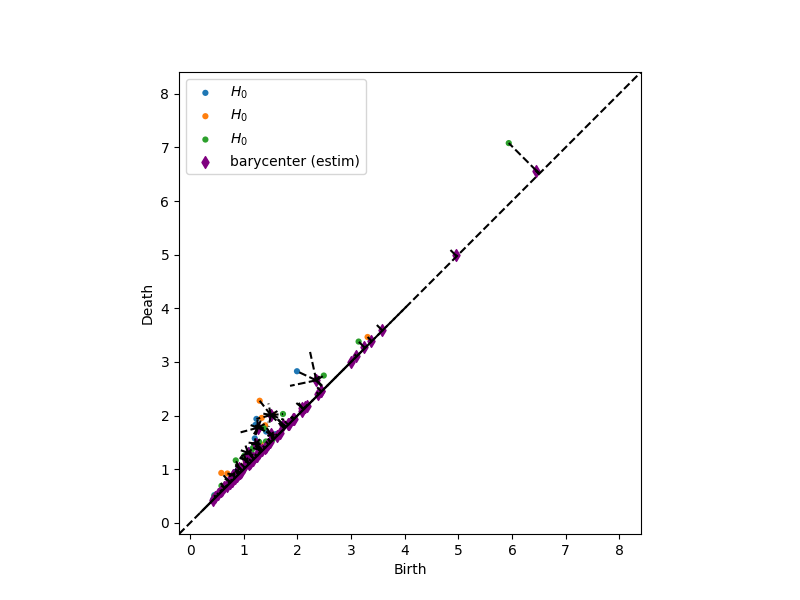 H₀
H₀
H₀
barycenter (estim)
8
7
6
5
4
3
2
1
0
Death
0 1 2 3 4 5 6 7 8
Birth